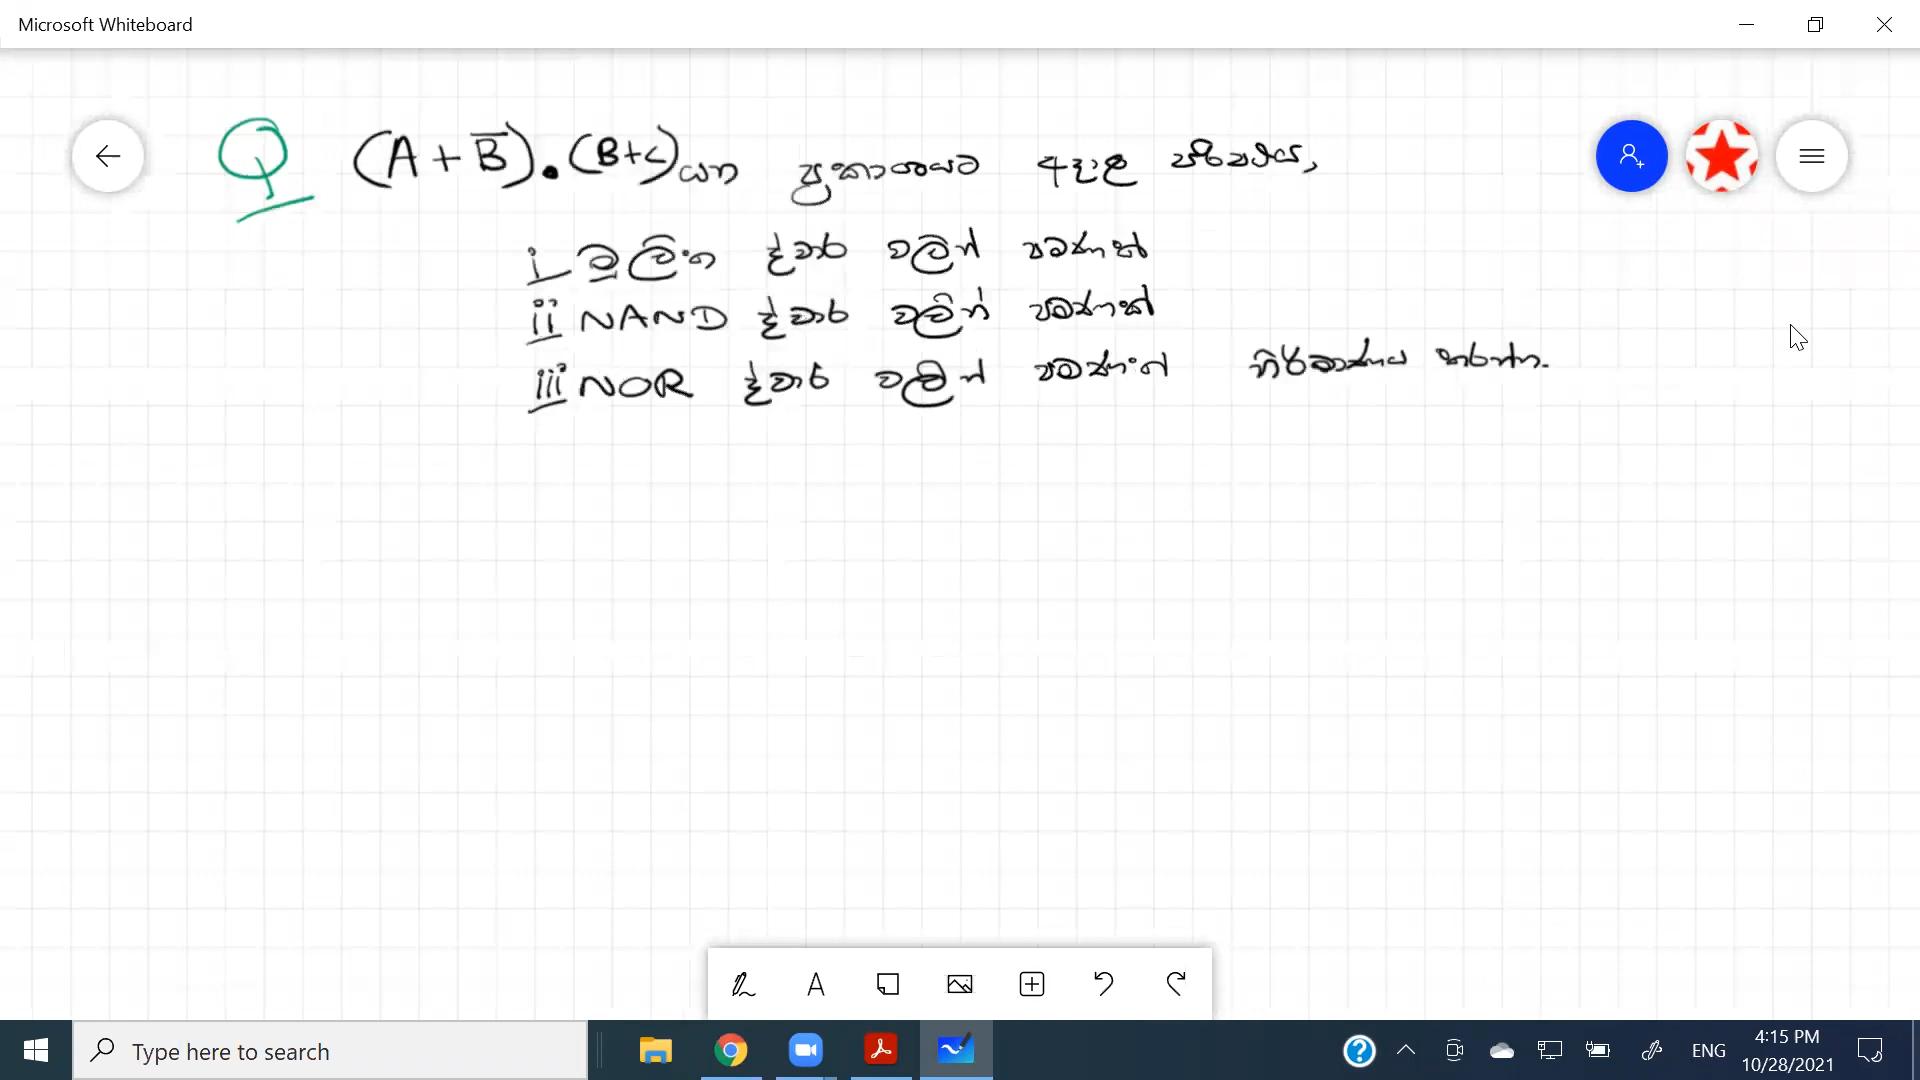 Microsoft Whiteboard
Q (A + B̅).(B+C) යන ප්‍රකාශයට අදාළ පරිපථය,
i මූලික ද්වාර වලින් පමණක්
ii NAND ද්වාර වලින් පමණක්
iii NOR ද්වාර වලින් පමණක් නිර්මාණය කරන්න.
Type here to search
ENG
4:15 PM
10/28/2021